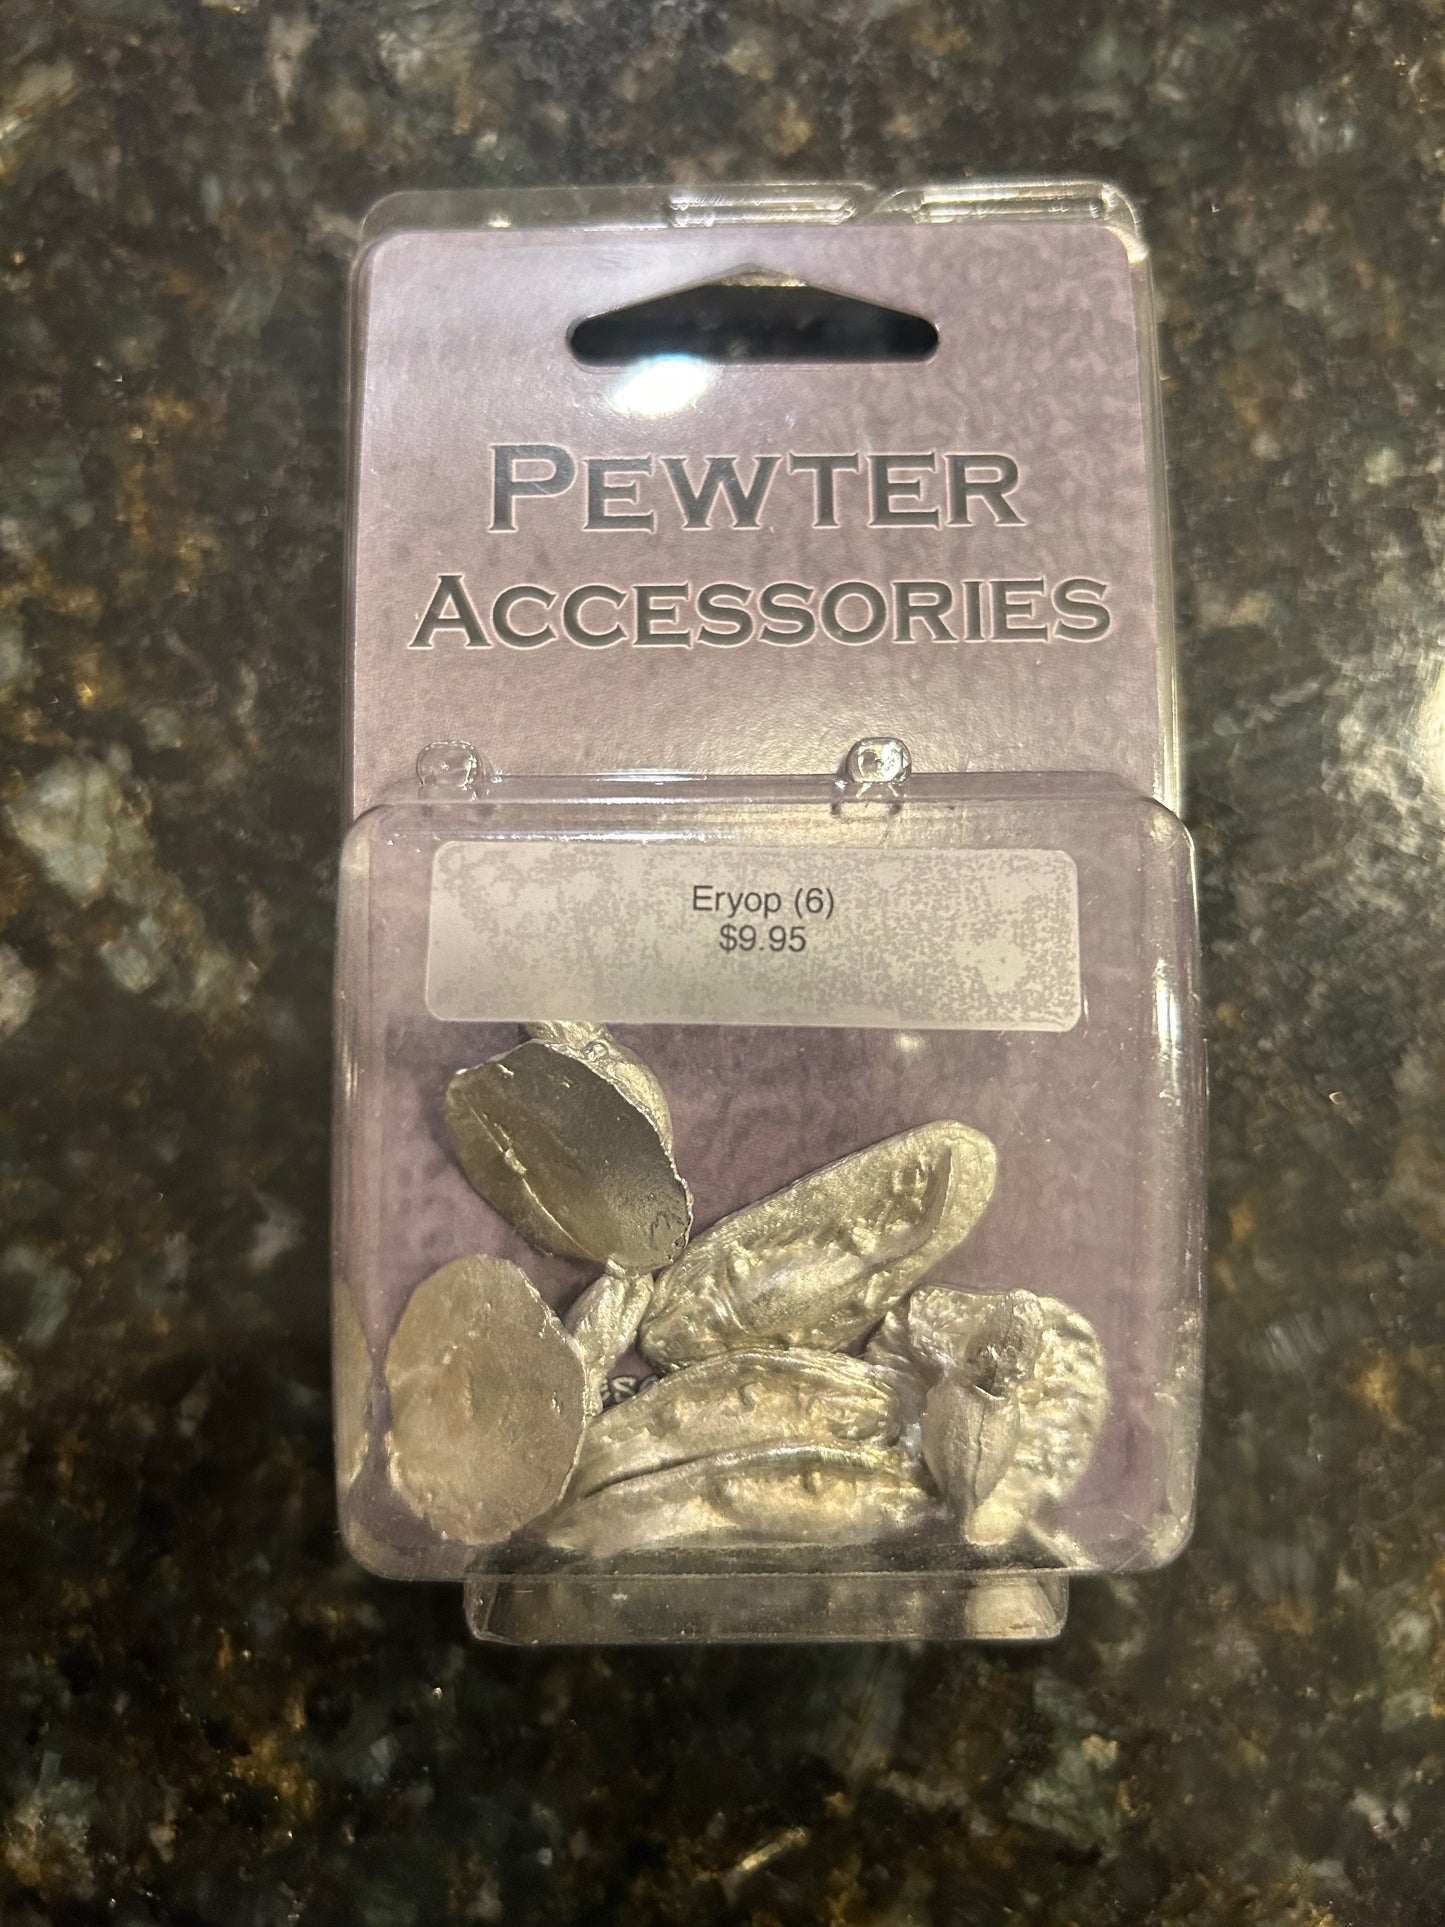 PEWTER
ACCESSORIES
Eryop (6)
$9.95